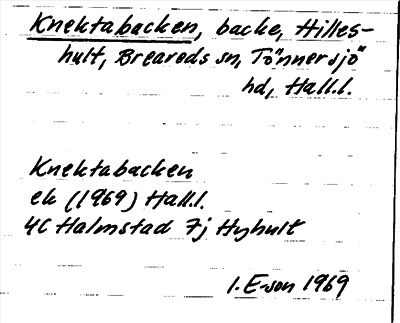 Knektabacken, backe, Hilles-
hult, Breareds sn, Tönnersjö
hd, Hall.l.
Knektabacken
ek (1969) Hall.l.
4C Halmstad 7j Hyhult
I. E-son 1969